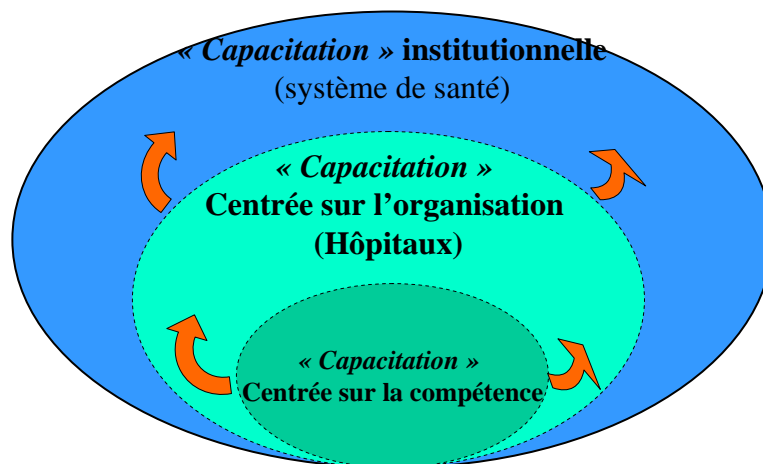 « Capacitation » institutionnelle
(système de santé)
« Capacitation »
Centrée sur l’organisation
(Hôpitaux)
« Capacitation »
Centrée sur la compétence